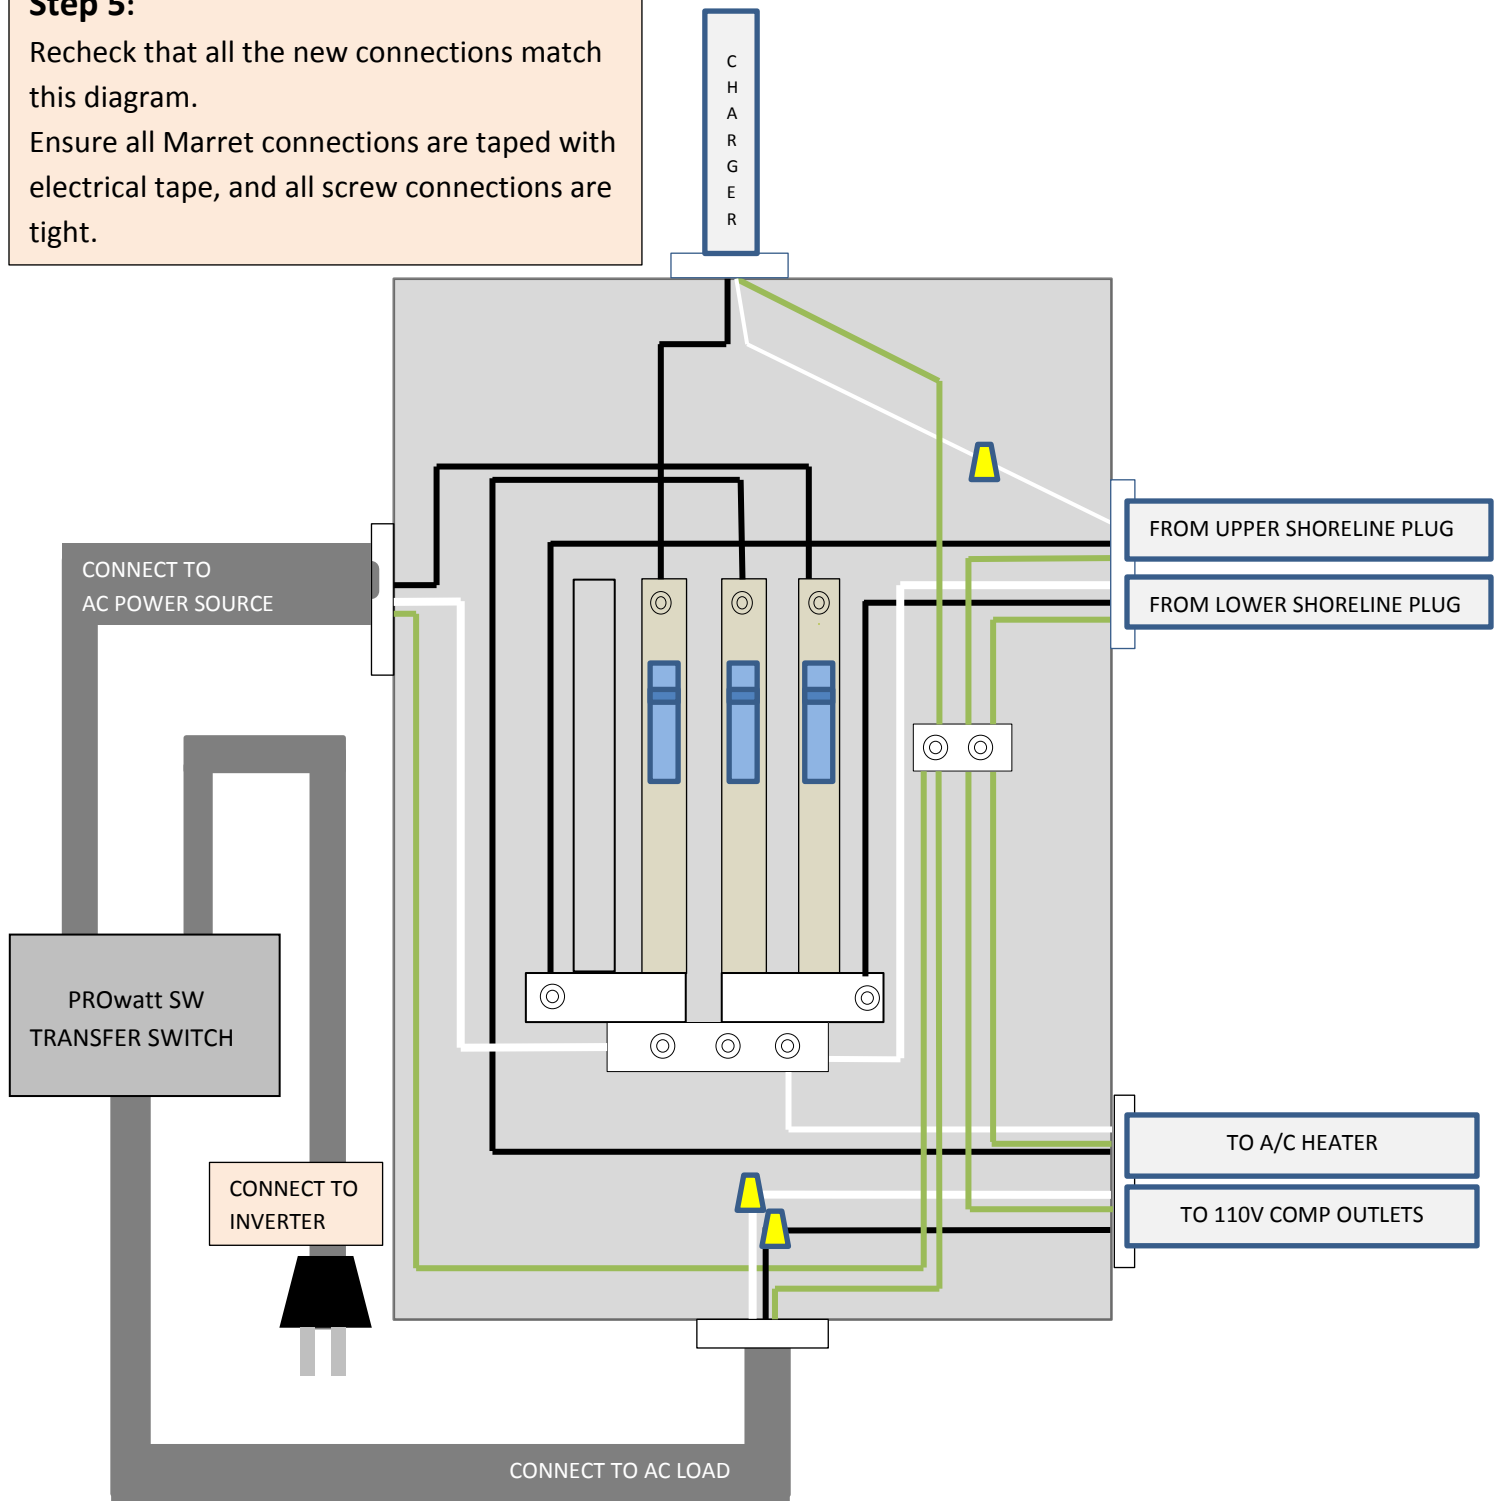 Step 5:
Recheck that all the new connections match
this diagram.
Ensure all Marret connections are taped with
electrical tape, and all screw connections are
tight.
CHARGER
FROM UPPER SHORELINE PLUG
FROM LOWER SHORELINE PLUG
CONNECT TO
AC POWER SOURCE
PROwatt SW
TRANSFER SWITCH
CONNECT TO
INVERTER
TO A/C HEATER
TO 110V COMP OUTLETS
CONNECT TO AC LOAD